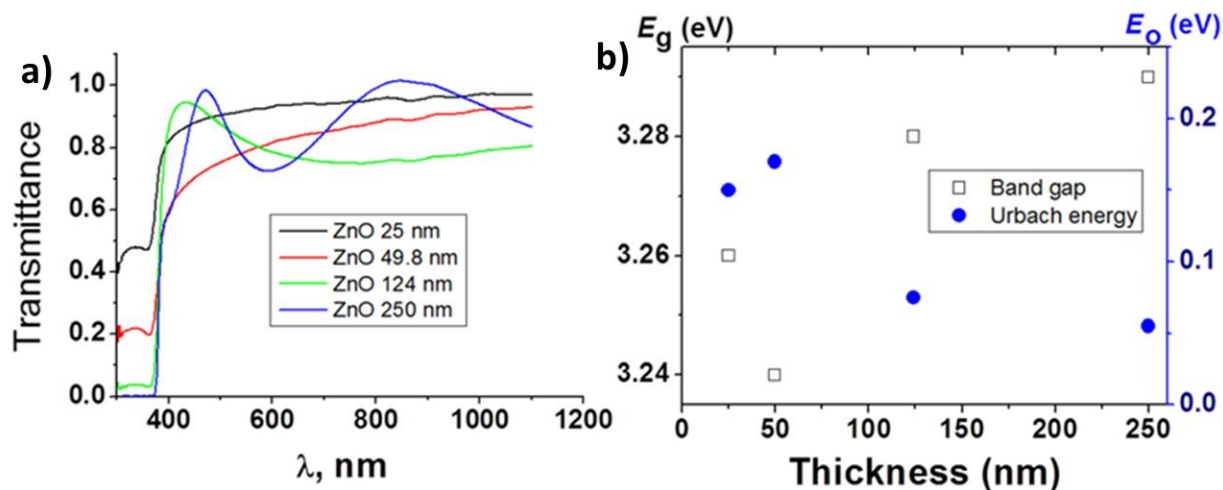 a)
Transmittance
1.0
0.8
0.6
0.4
0.2
0.0
ZnO 25 nm
ZnO 49.8 nm
ZnO 124 nm
ZnO 250 nm
400 600 800 1000 1200
λ, nm
b)
Eg (eV)
Eo (eV)
3.28
3.26
3.24
0.2
0.1
0.0
Band gap
Urbach energy
0 50 100 150 200 250
Thickness (nm)